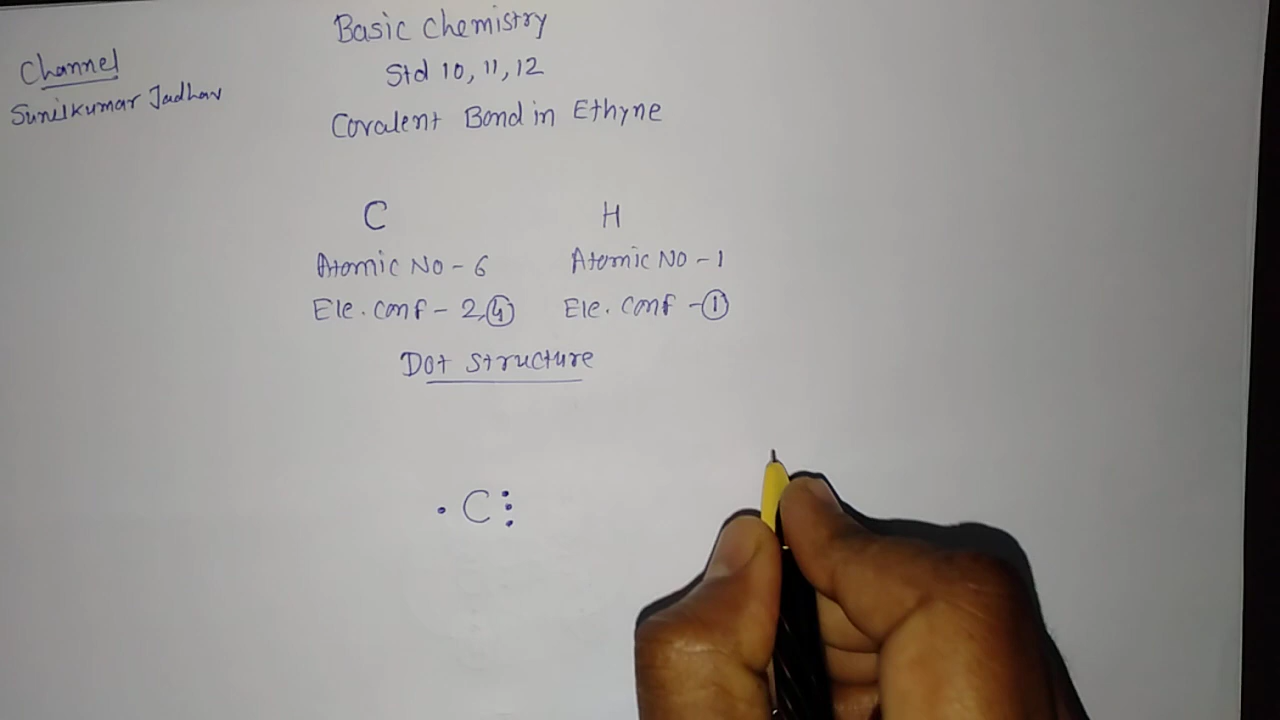 Basic Chemistry
Channel
Std 10, 11, 12
Sunilkumar Jadhav
Covalent Bond in Ethyne
C H
Atomic No - 6 Atomic No - 1
Ele. Conf - 2,4 Ele. Conf - 1
Dot Structure
· C ⋮